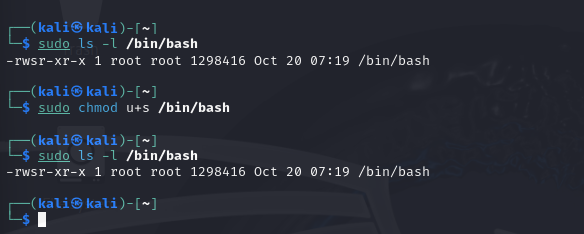 ┌──(kali㉿kali)-[~]
└─$ sudo ls -l /bin/bash
-rwsr-xr-x 1 root root 1298416 Oct 20 07:19 /bin/bash
┌──(kali㉿kali)-[~]
└─$ sudo chmod u+s /bin/bash
┌──(kali㉿kali)-[~]
└─$ sudo ls -l /bin/bash
-rwsr-xr-x 1 root root 1298416 Oct 20 07:19 /bin/bash
┌──(kali㉿kali)-[~]
└─$